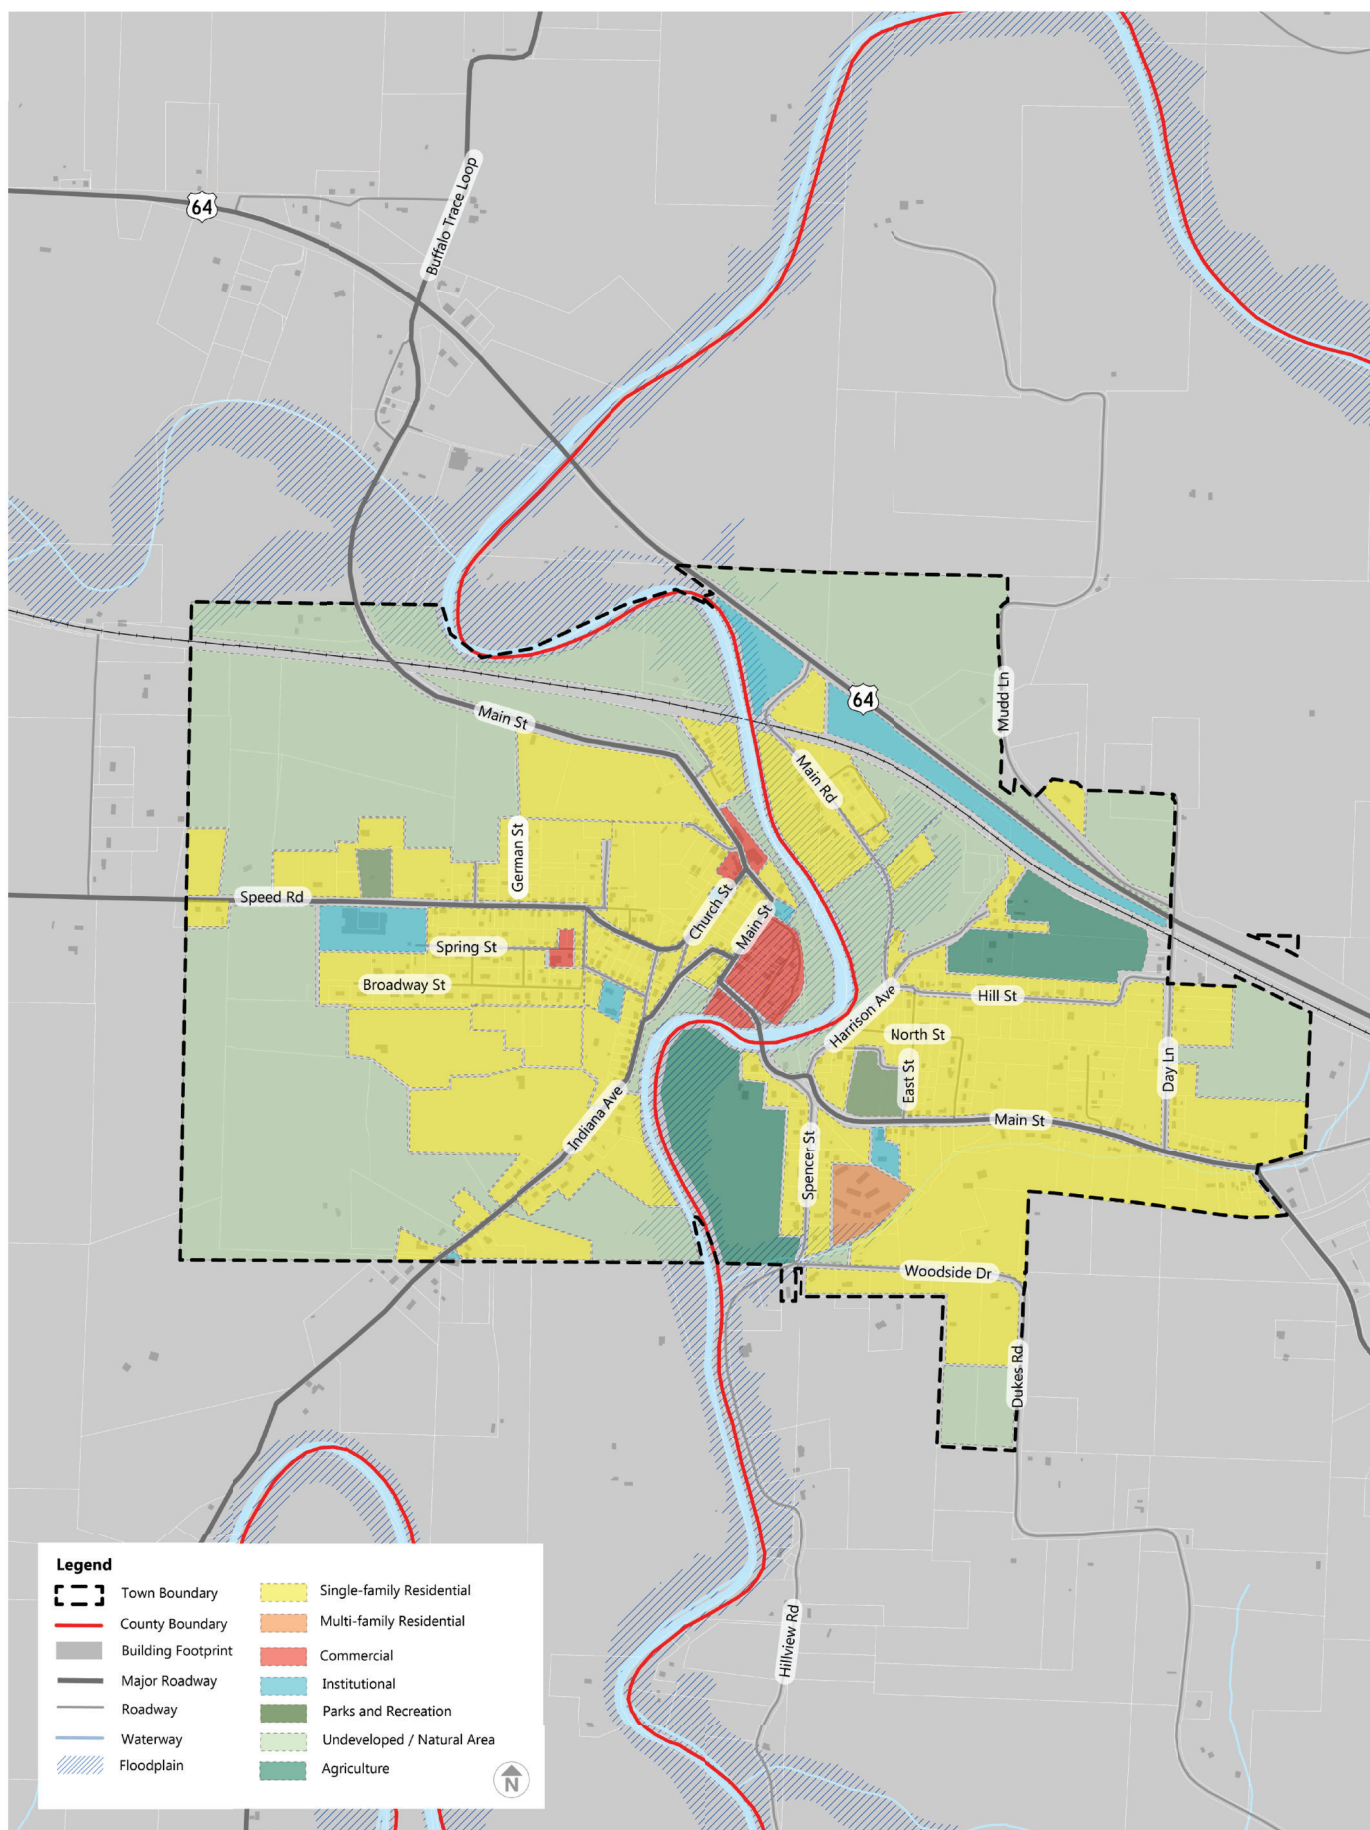 64
Buffalo Trace Loop
64
Mudd Ln
Main St
Main Rd
German St
Speed Rd
Church St
Main St
Spring St
Broadway St
Hill St
Harrison Ave
North St
East St
Day Ln
Indiana Ave
Main St
Spencer St
Woodside Dr
Dukes Rd
Hillview Rd
Legend
Town Boundary
County Boundary
Building Footprint
Major Roadway
Roadway
Waterway
Floodplain
Single-family Residential
Multi-family Residential
Commercial
Institutional
Parks and Recreation
Undeveloped / Natural Area
Agriculture
N